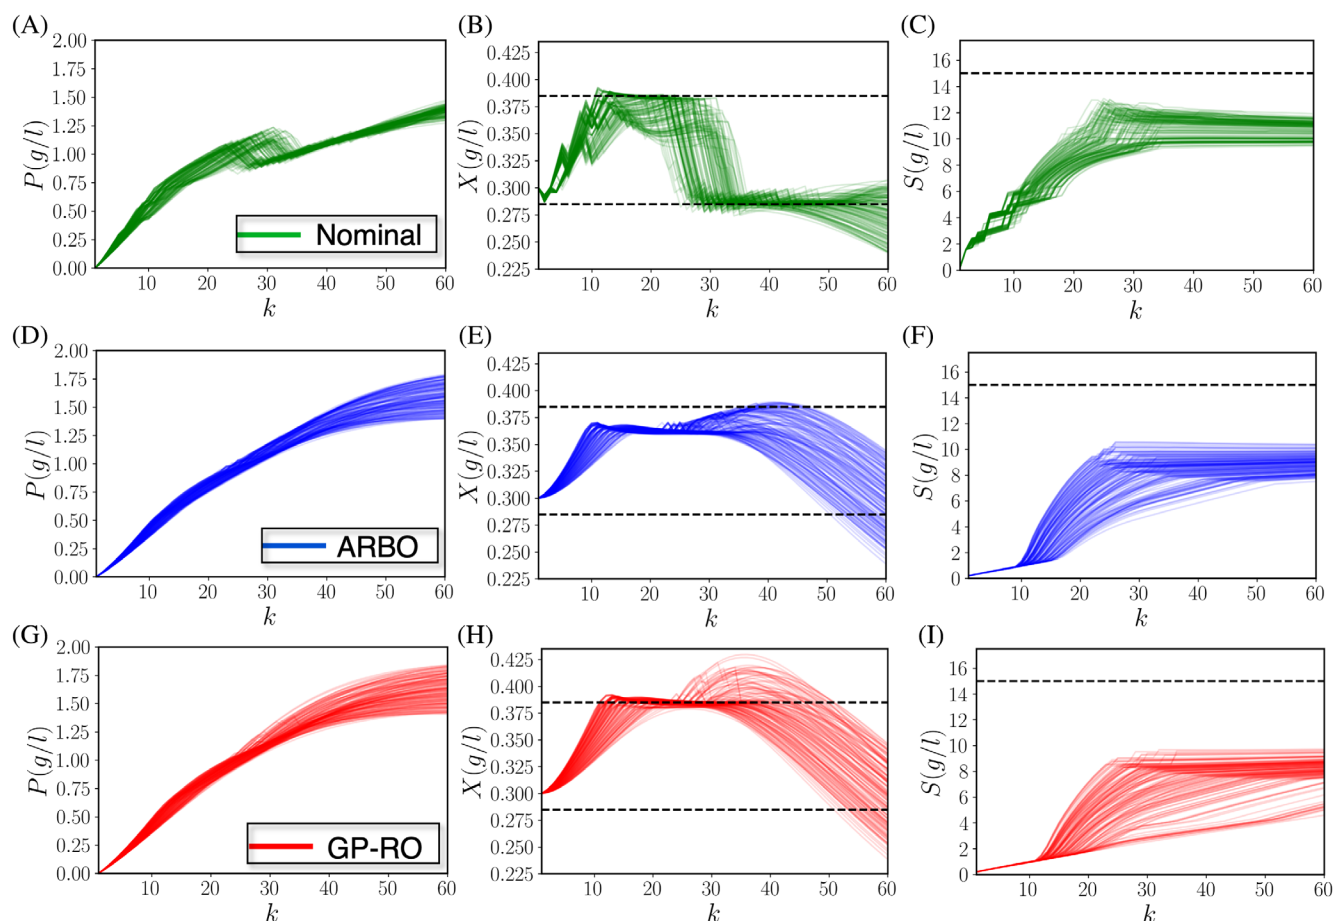 (A) (B) (C)
P(g/l)
2.00
1.75
1.50
1.25
1.00
0.75
0.50
0.25
0.00
Nominal
10 20 30 40 50 60
k
X(g/l)
0.425
0.400
0.375
0.350
0.325
0.300
0.275
0.250
0.225
10 20 30 40 50 60
k
S(g/l)
16
14
12
10
8
6
4
2
0
10 20 30 40 50 60
k
(D) (E) (F)
P(g/l)
2.00
1.75
1.50
1.25
1.00
0.75
0.50
0.25
0.00
ARBO
10 20 30 40 50 60
k
X(g/l)
0.425
0.400
0.375
0.350
0.325
0.300
0.275
0.250
0.225
10 20 30 40 50 60
k
S(g/l)
16
14
12
10
8
6
4
2
0
10 20 30 40 50 60
k
(G) (H) (I)
P(g/l)
2.00
1.75
1.50
1.25
1.00
0.75
0.50
0.25
0.00
GP-RO
10 20 30 40 50 60
k
X(g/l)
0.425
0.400
0.375
0.350
0.325
0.300
0.275
0.250
0.225
10 20 30 40 50 60
k
S(g/l)
16
14
12
10
8
6
4
2
0
10 20 30 40 50 60
k